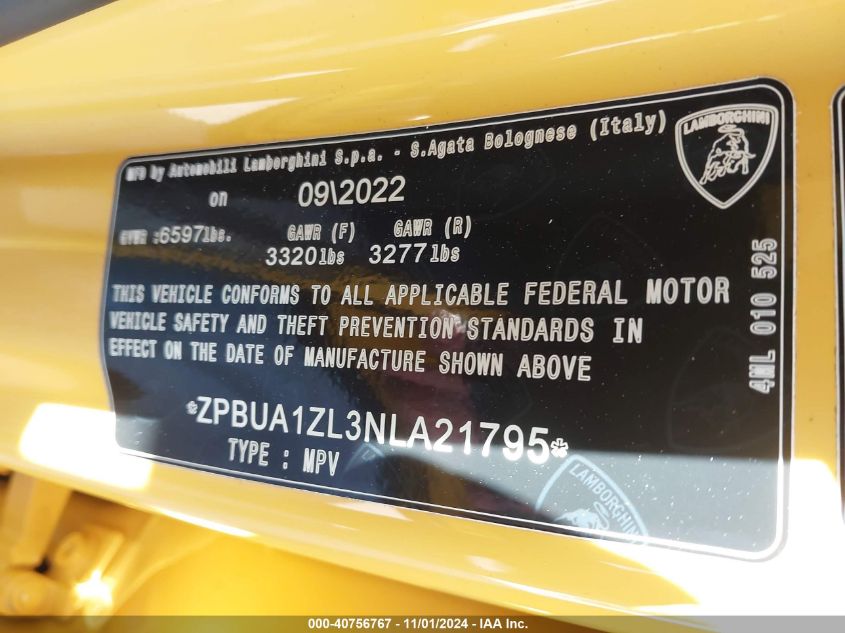 MFD by Automobili Lamborghini S.p.a. - S.Agata Bolognese (Italy)
LAMBORGHINI
on 09\2022
GVWR :6597lbs. GAWR (F) GAWR (R)
3320lbs 3277lbs
THIS VEHICLE CONFORMS TO ALL APPLICABLE FEDERAL MOTOR
VEHICLE SAFETY AND THEFT PREVENTION STANDARDS IN
EFFECT ON THE DATE OF MANUFACTURE SHOWN ABOVE
*ZPBUA1ZL3NLA21795*
TYPE : MPV
4ML 010 525
LAMBORGHINI
000-40756767 - 11/01/2024 - IAA Inc.